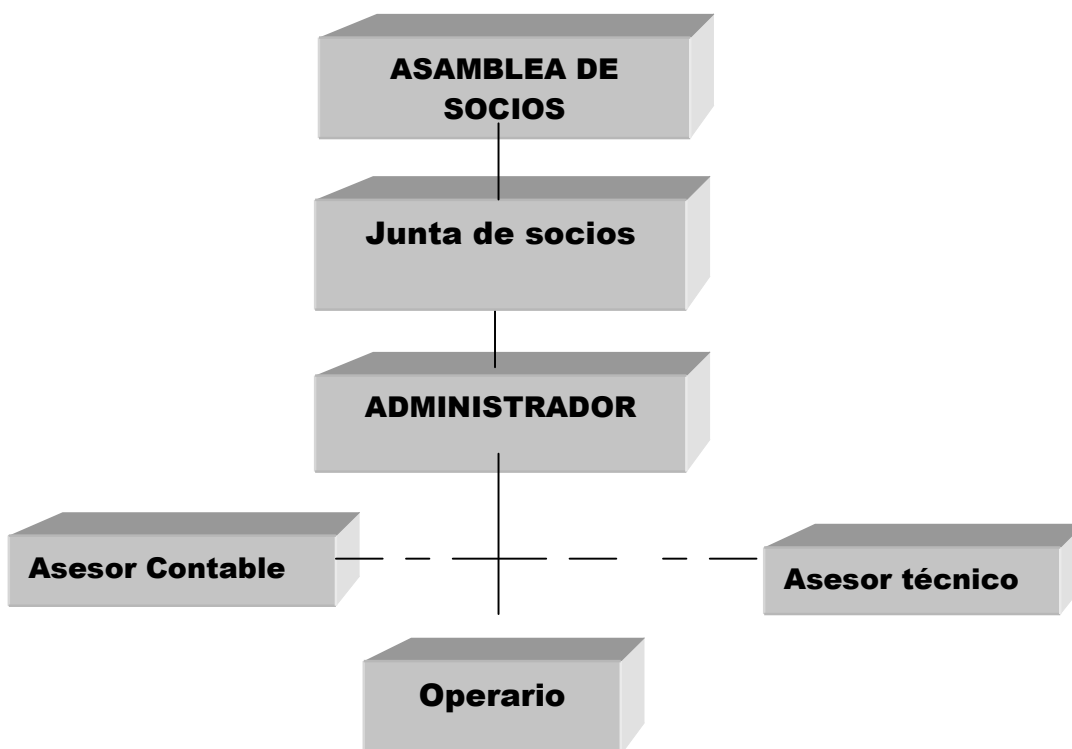 ASAMBLEA DE
SOCIOS
Junta de socios
ADMINISTRADOR
Asesor Contable
Asesor técnico
Operario